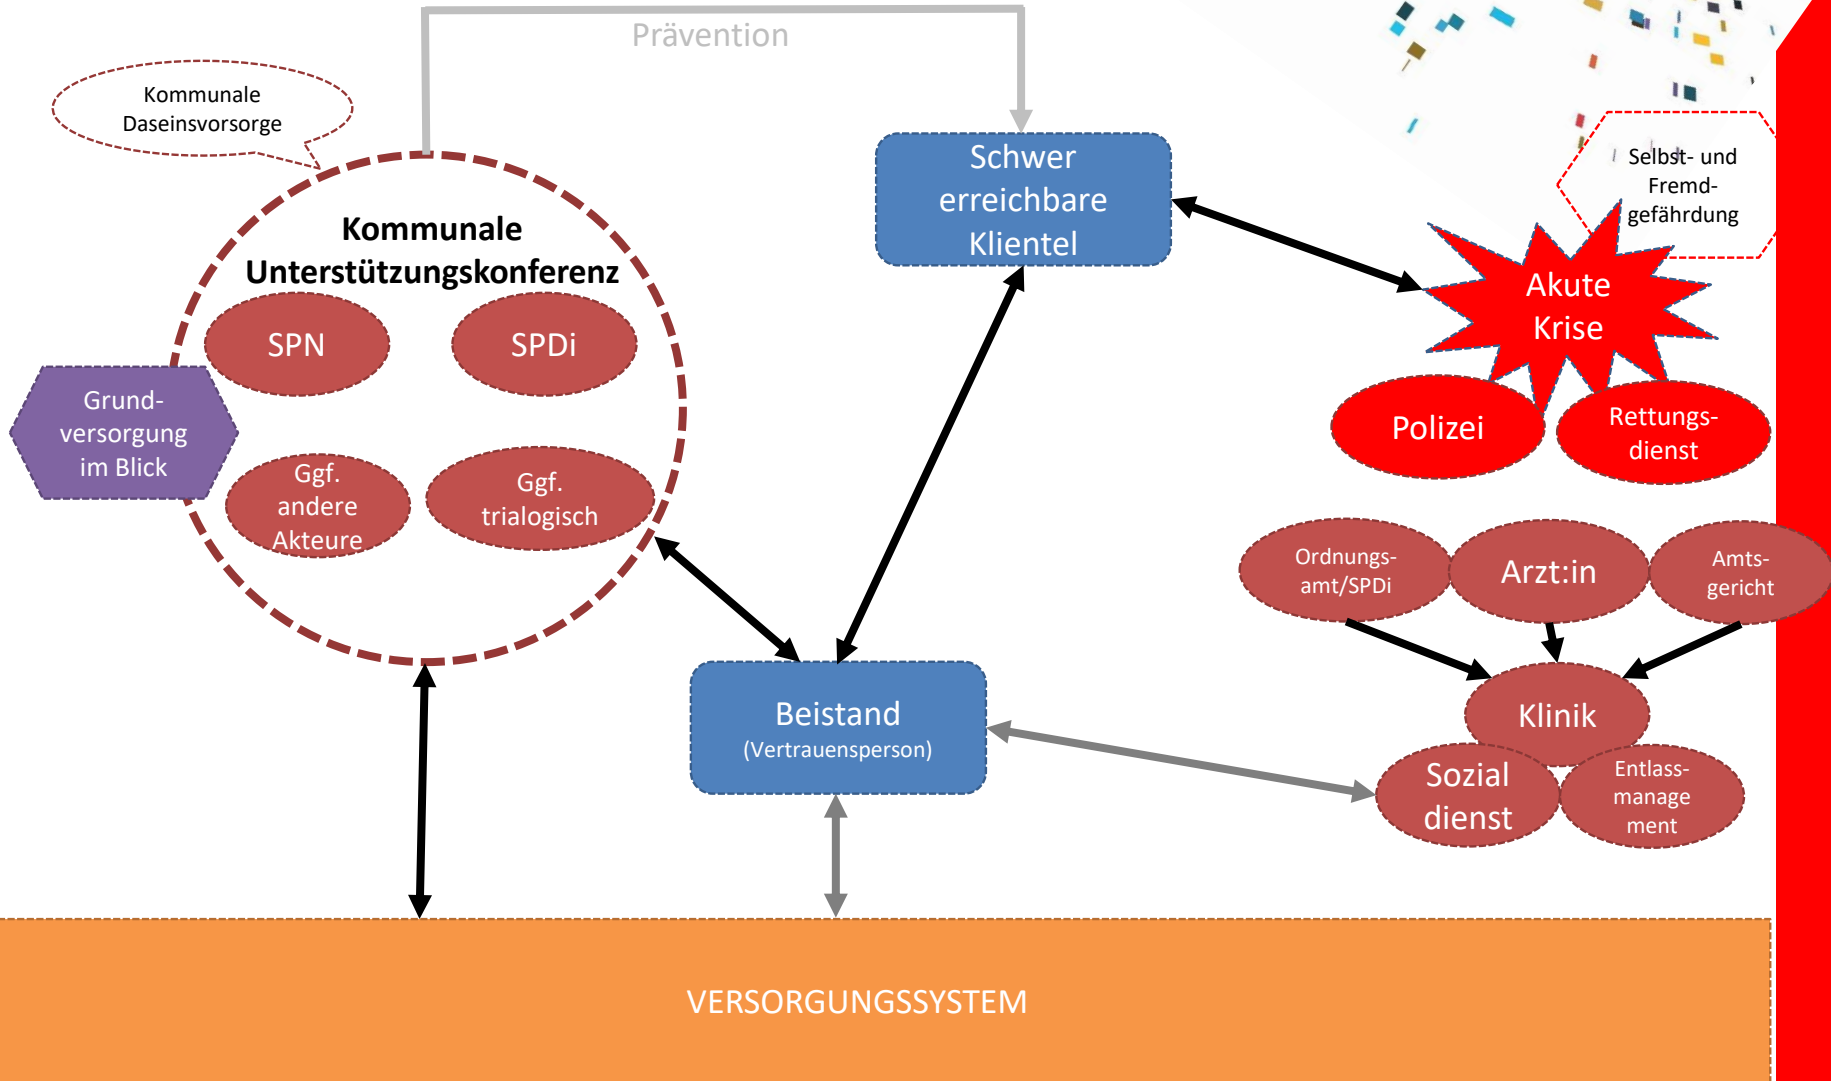 Prävention
Kommunale
Daseinsvorsorge
Kommunale
Unterstützungskonferenz
SPN
SPDi
Grund-
versorgung
im Blick
Ggf.
andere
Akteure
Ggf.
trialogisch
Schwer
erreichbare
Klientel
Selbst- und
Fremd-
gefährdung
Akute
Krise
Polizei
Rettungs-
dienst
Ordnungs-
amt/SPDi
Arzt:in
Amts-
gericht
Klinik
Sozial
dienst
Entlass-
manage
ment
Beistand
(Vertrauensperson)
VERSORGUNGSSYSTEM